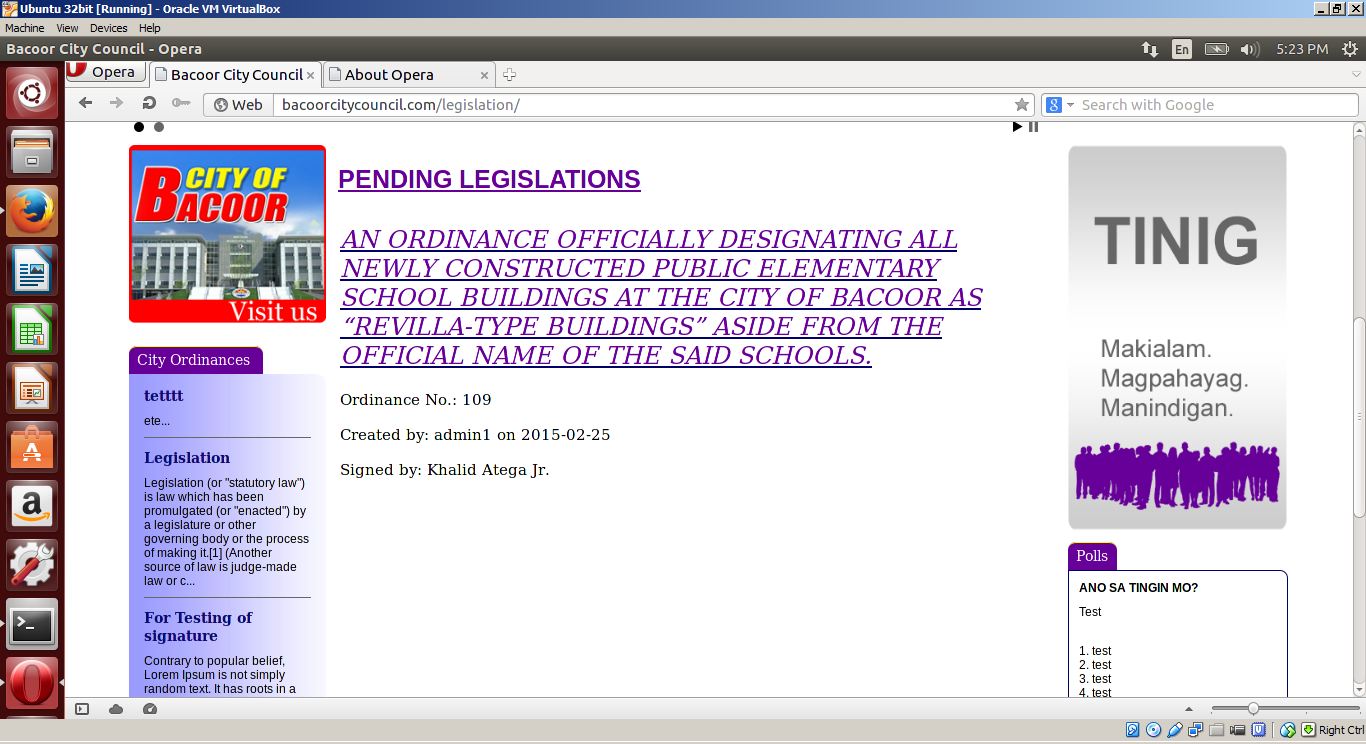 Ubuntu 32bit [Running] - Oracle VM VirtualBox
Machine View Devices Help
Bacoor City Council - Opera
En
5:23 PM
Opera
Bacoor City Council
About Opera
Web
bacoorcitycouncil.com/legislation/
Search with Google
CITY OF
BACOOR
Visit us
City Ordinances
tetttt
ete...
Legislation
Legislation (or "statutory law")
is law which has been
promulgated (or "enacted") by
a legislature or other
governing body or the process
of making it.[1] (Another
source of law is judge-made
law or c...
For Testing of
signature
Contrary to popular belief,
Lorem Ipsum is not simply
random text. It has roots in a
PENDING LEGISLATIONS
AN ORDINANCE OFFICIALLY DESIGNATING ALL
NEWLY CONSTRUCTED PUBLIC ELEMENTARY
SCHOOL BUILDINGS AT THE CITY OF BACOOR AS
“REVILLA-TYPE BUILDINGS” ASIDE FROM THE
OFFICIAL NAME OF THE SAID SCHOOLS.
Ordinance No.: 109
Created by: admin1 on 2015-02-25
Signed by: Khalid Atega Jr.
TINIG
Makialam.
Magpahayag.
Manindigan.
Polls
ANO SA TINGIN MO?
Test
1. test
2. test
3. test
4. test
Right Ctrl